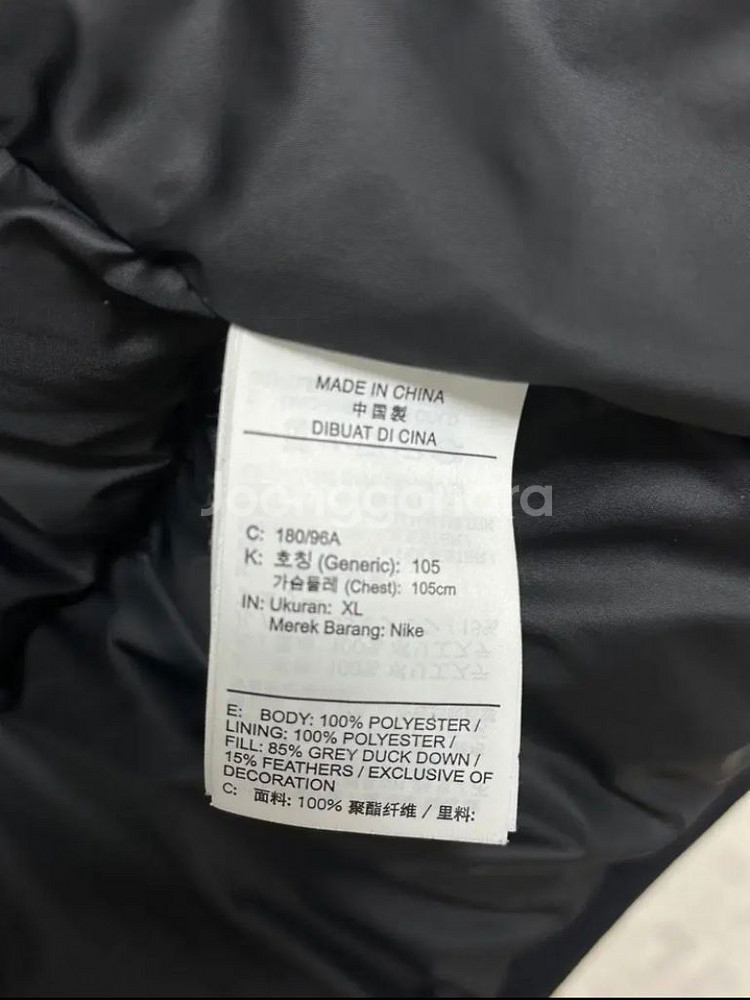 MADE IN CHINA
中国製
DIBUAT DI CINA
Joonggonara
C: 180/96A
K: 호칭 (Generic): 105
가슴둘레 (Chest): 105cm
IN: Ukuran: XL
Merek Barang: Nike
E: BODY: 100% POLYESTER /
LINING: 100% POLYESTER /
FILL: 85% GREY DUCK DOWN /
15% FEATHERS / EXCLUSIVE OF
DECORATION
C: 面料: 100% 聚酯纤维 / 里料: